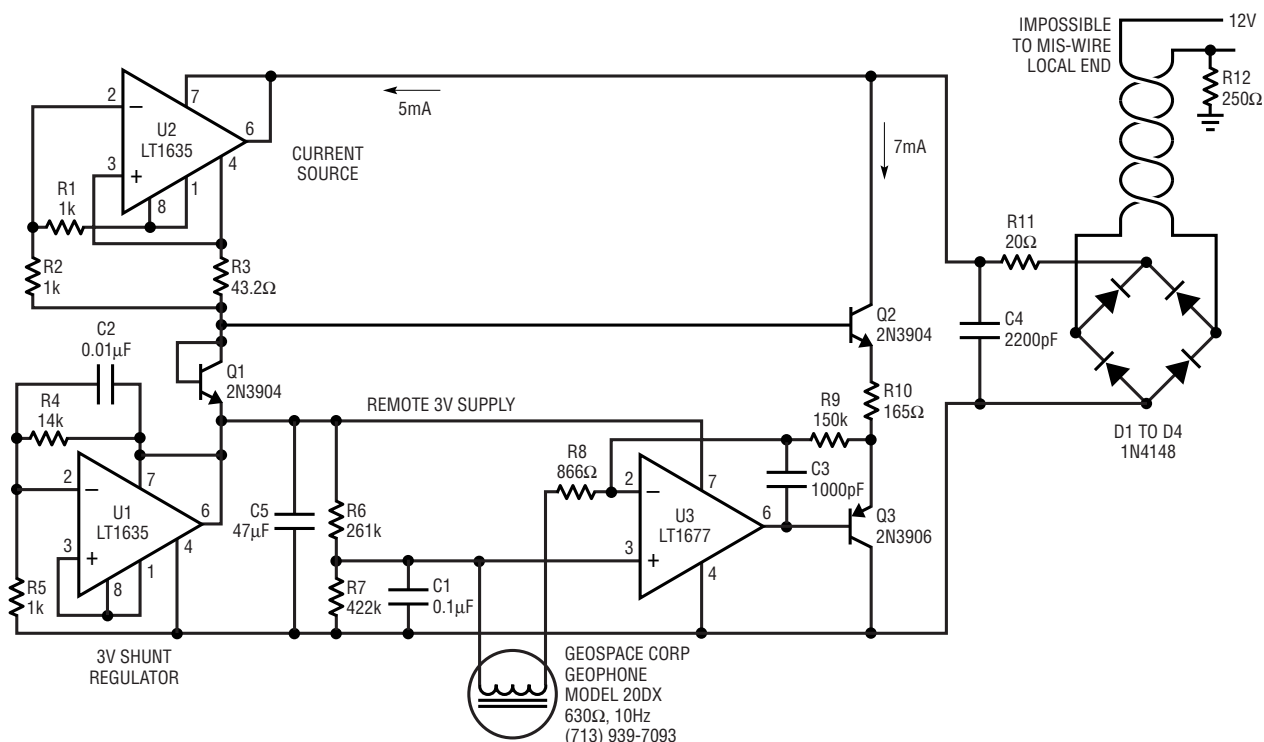 IMPOSSIBLE
TO MIS-WIRE
LOCAL END
12V
R12
250Ω
2
−
7
U2
LT1635
6
3
+
4
1
8
5mA
CURRENT
SOURCE
7mA
R1
1k
R2
1k
R3
43.2Ω
R11
20Ω
C4
2200pF
D1 TO D4
1N4148
Q2
2N3904
R10
165Ω
C2
0.01µF
Q1
2N3904
R4
14k
REMOTE 3V SUPPLY
R9
150k
R8
866Ω
C3
1000pF
2
−
7
U1
LT1635
6
3
+
4
1
8
R5
1k
C5
47µF
R6
261k
R7
422k
C1
0.1µF
2
−
7
U3
LT1677
6
3
+
4
Q3
2N3906
3V SHUNT
REGULATOR
GEOSPACE CORP
GEOPHONE
MODEL 20DX
630Ω, 10Hz
(713) 939-7093